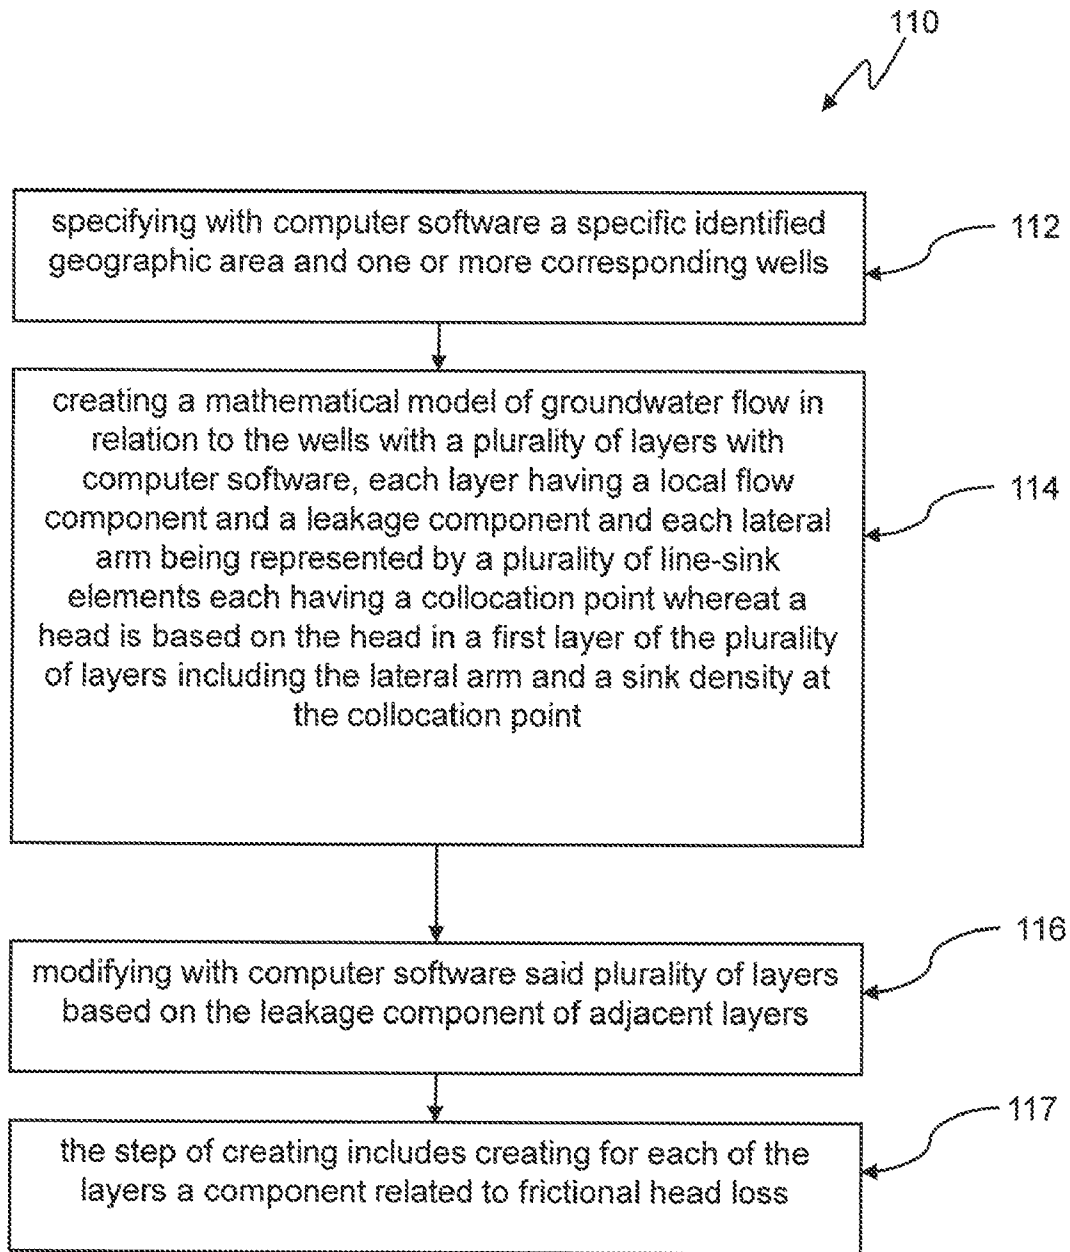 110
specifying with computer software a specific identified
geographic area and one or more corresponding wells
112
creating a mathematical model of groundwater flow in
relation to the wells with a plurality of layers with
computer software, each layer having a local flow
component and a leakage component and each lateral
arm being represented by a plurality of line-sink
elements each having a collocation point whereat a
head is based on the head in a first layer of the plurality
of layers including the lateral arm and a sink density at
the collocation point
114
modifying with computer software said plurality of layers
based on the leakage component of adjacent layers
116
the step of creating includes creating for each of the
layers a component related to frictional head loss
117